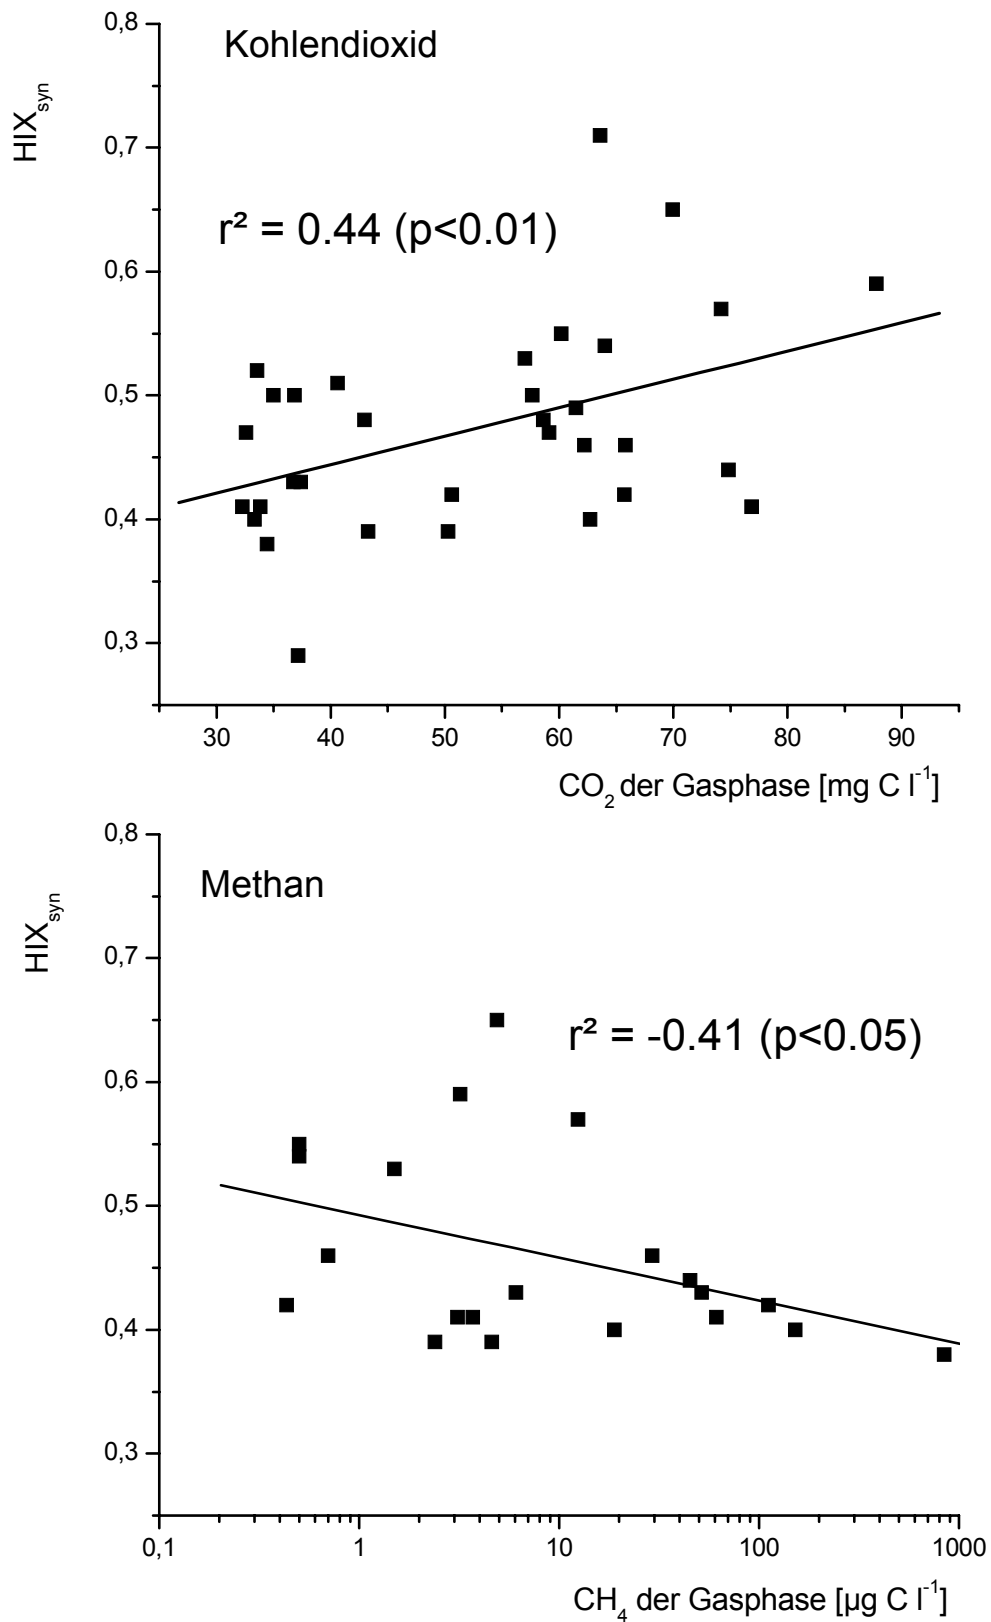 Kohlendioxid
HIXsyn
r² = 0.44 (p<0.01)
0,8
0,7
0,6
0,5
0,4
0,3
30 40 50 60 70 80 90
CO2 der Gasphase [mg C l-1]
Methan
HIXsyn
r² = -0.41 (p<0.05)
0,8
0,7
0,6
0,5
0,4
0,3
0,1 1 10 100 1000
CH4 der Gasphase [µg C l-1]